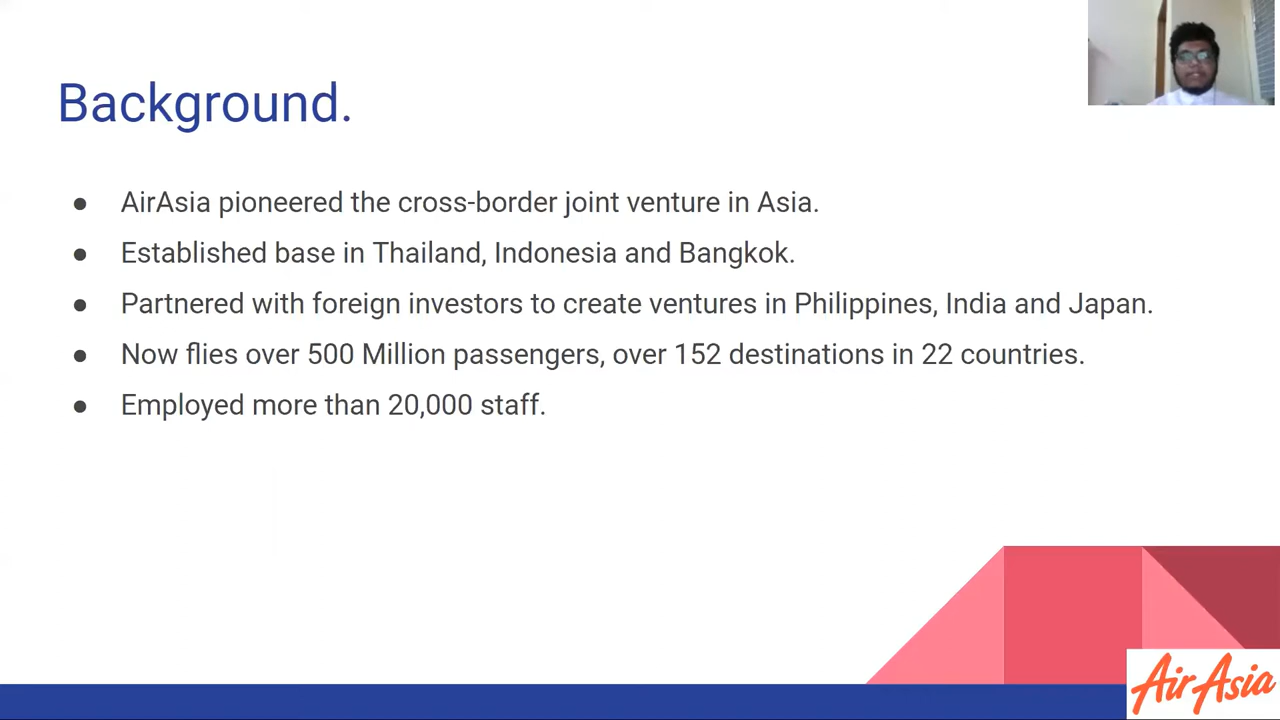 Background.
AirAsia pioneered the cross-border joint venture in Asia.
Established base in Thailand, Indonesia and Bangkok.
Partnered with foreign investors to create ventures in Philippines, India and Japan.
Now flies over 500 Million passengers, over 152 destinations in 22 countries.
Employed more than 20,000 staff.
AirAsia